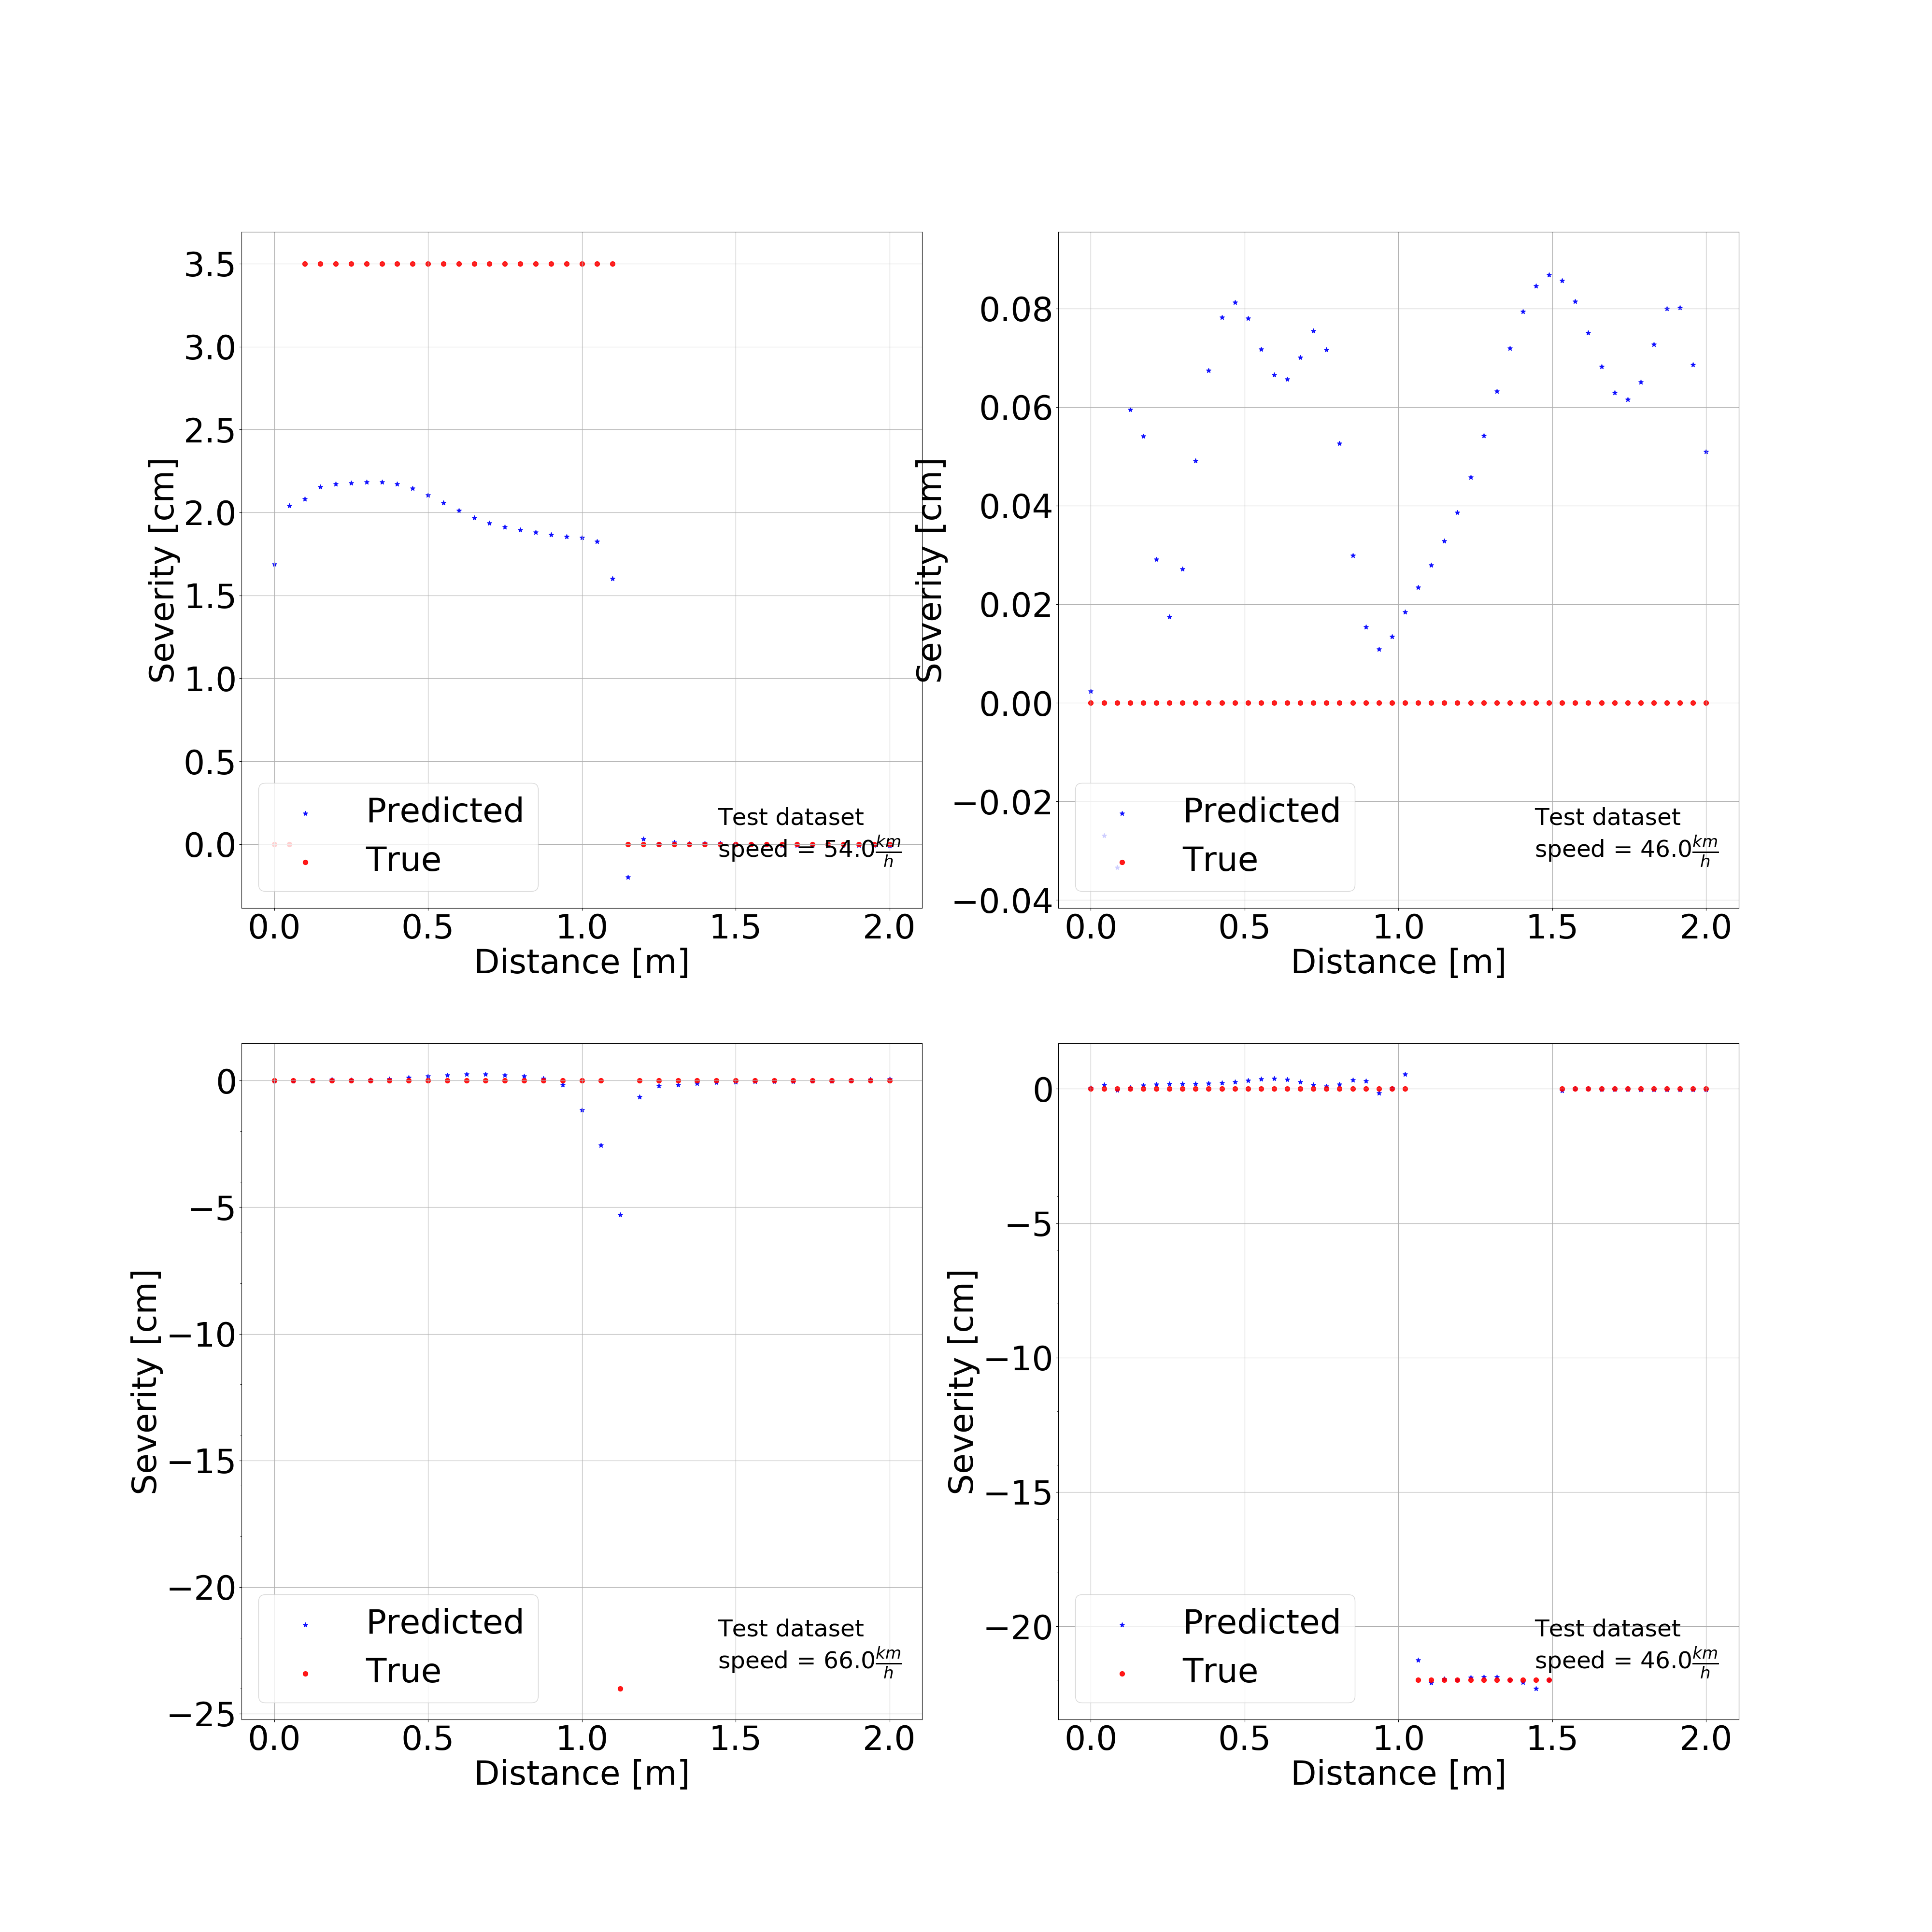 3.5
3.0
2.5
2.0
1.5
1.0
0.5
0.0
Severity [cm]
Predicted
True
Test dataset
speed = 54.0 km/h
0.0 0.5 1.0 1.5 2.0
Distance [m]
0.08
0.06
0.04
0.02
0.00
−0.02
−0.04
Severity [cm]
Predicted
True
Test dataset
speed = 46.0 km/h
0.0 0.5 1.0 1.5 2.0
Distance [m]
0
−5
−10
−15
−20
−25
Severity [cm]
Predicted
True
Test dataset
speed = 66.0 km/h
0.0 0.5 1.0 1.5 2.0
Distance [m]
0
−5
−10
−15
−20
Severity [cm]
Predicted
True
Test dataset
speed = 46.0 km/h
0.0 0.5 1.0 1.5 2.0
Distance [m]